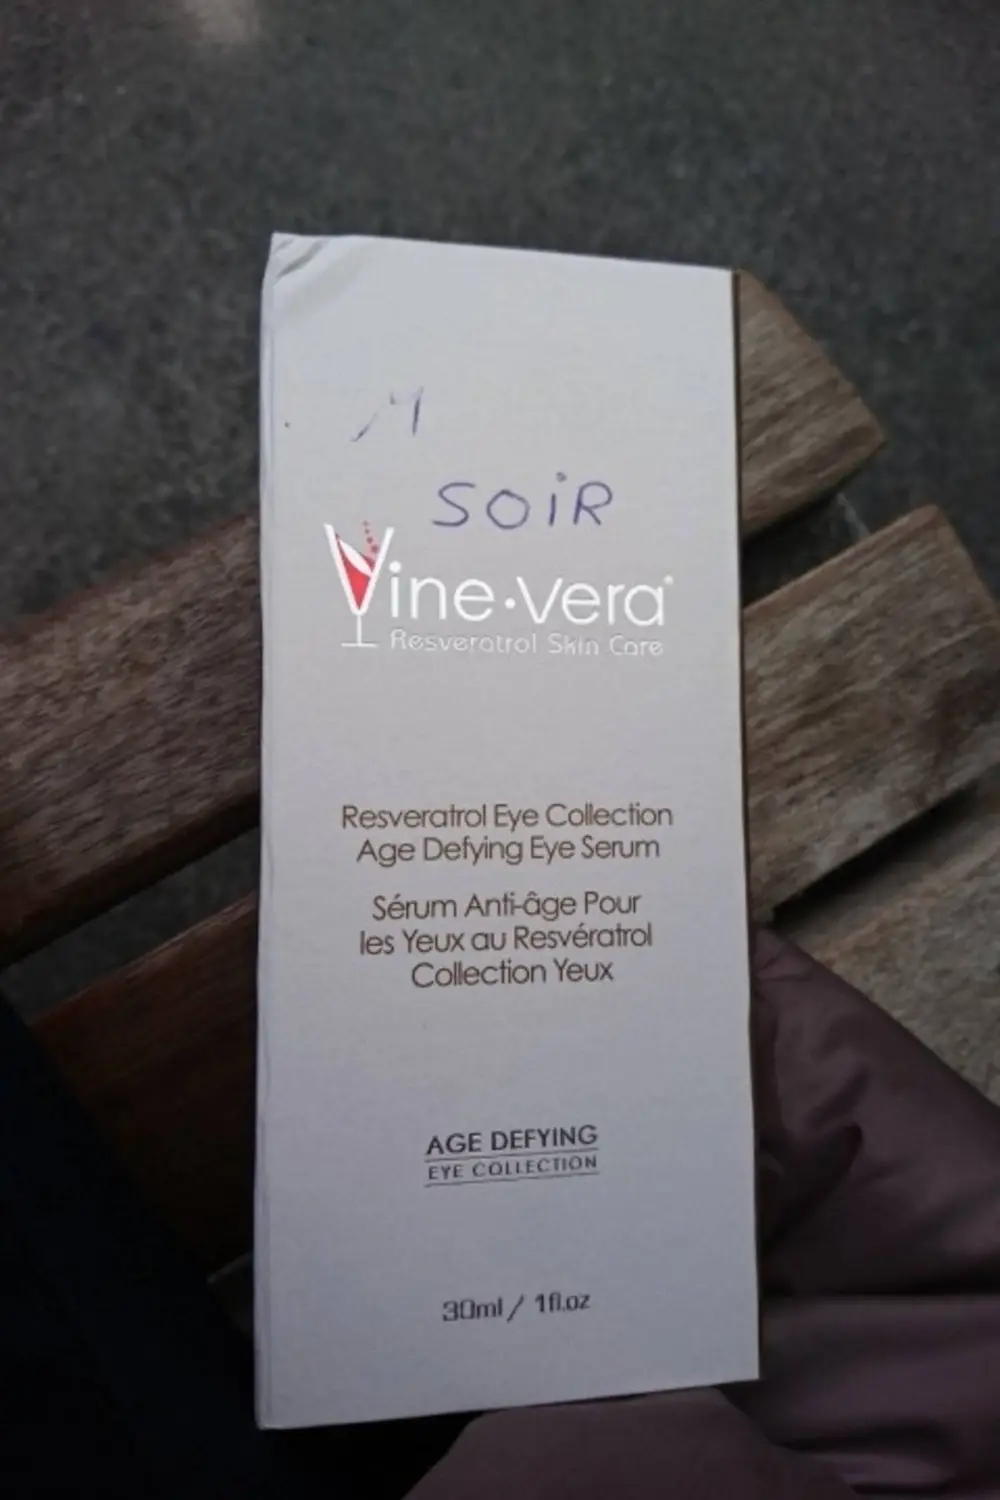 M
SOiR
Vine·Vera®
Resveratrol Skin Care
Resveratrol Eye Collection
Age Defying Eye Serum
Sérum Anti-âge Pour
les Yeux au Resvératrol
Collection Yeux
AGE DEFYING
EYE COLLECTION
30ml / 1fl.oz